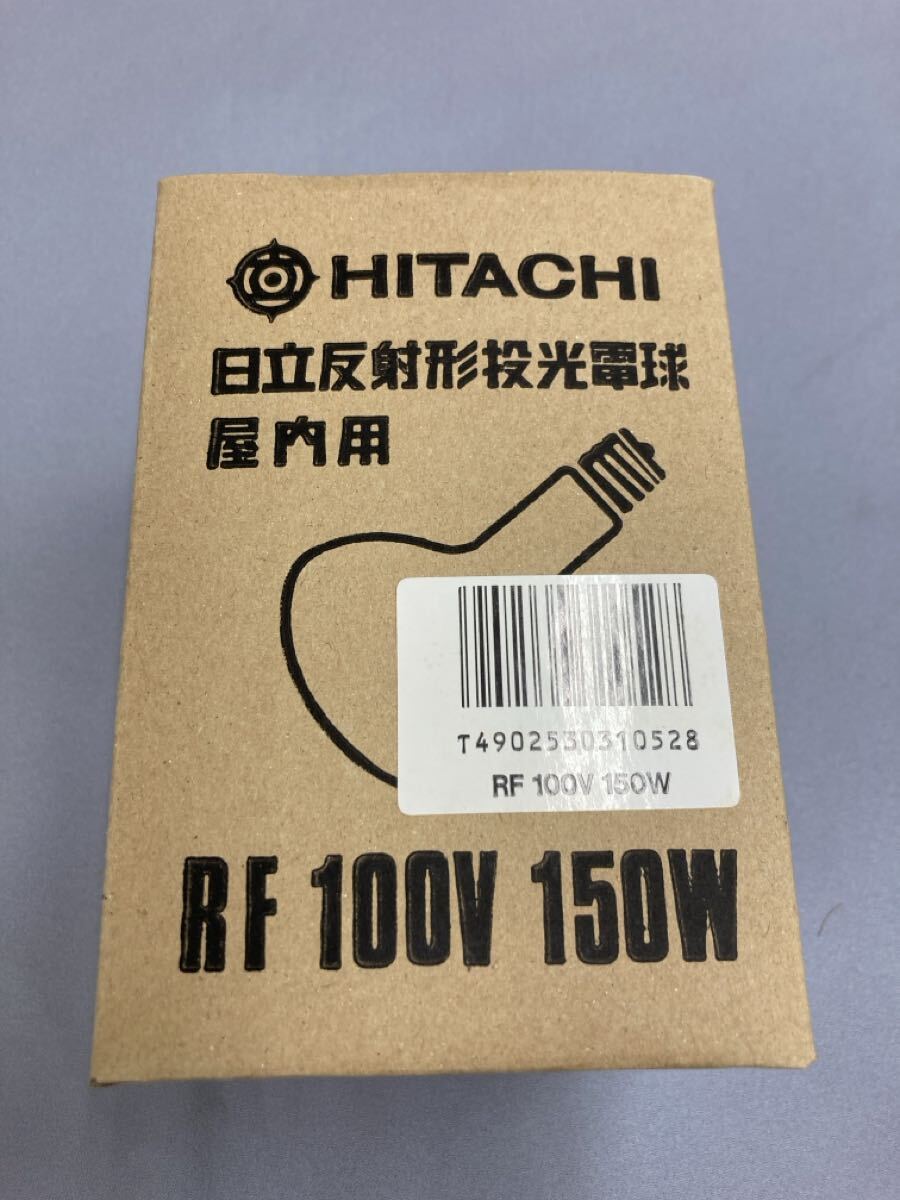 HITACHI
日立反射形投光電球
屋内用
T4902530310528
RF 100V 150W
RF 100V 150W